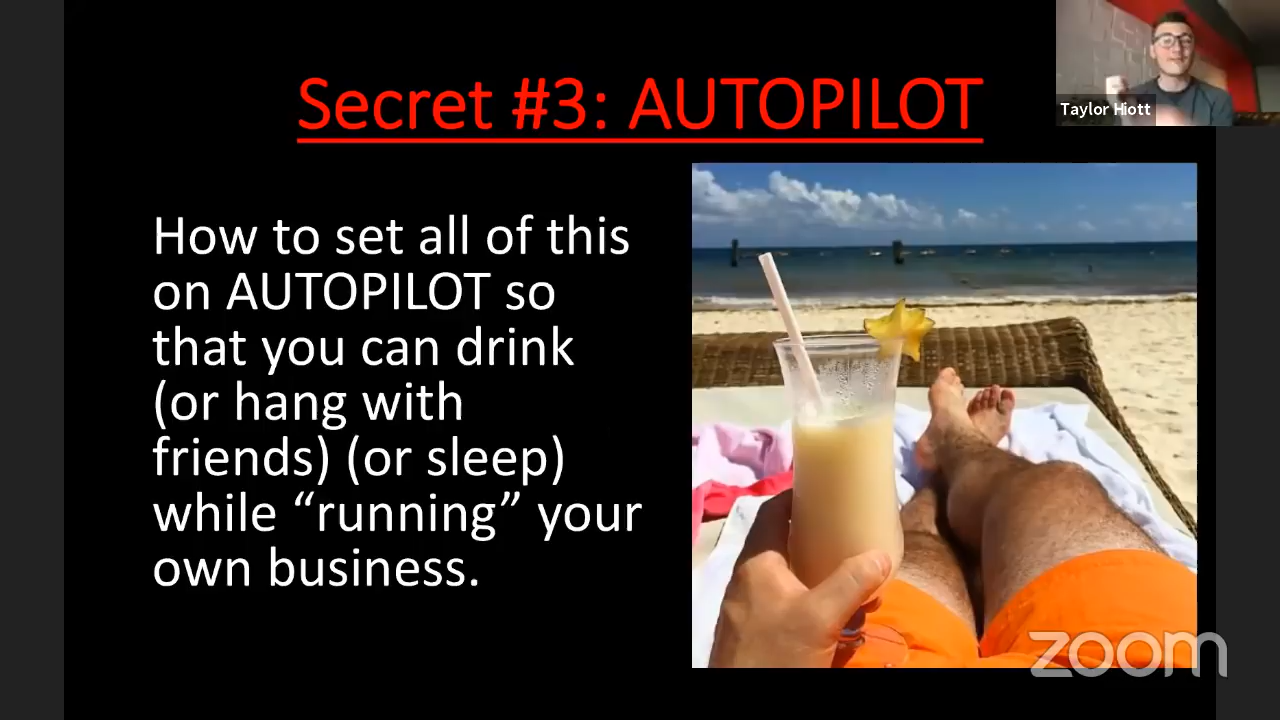 Secret #3: AUTOPILOT
Taylor Hiott
How to set all of this
on AUTOPILOT so
that you can drink
(or hang with
friends) (or sleep)
while “running” your
own business.
zoom